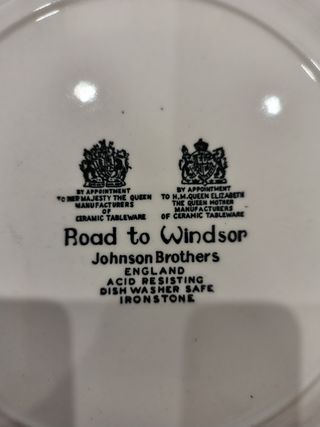 BY APPOINTMENT
TO HER MAJESTY THE QUEEN
MANUFACTURERS
OF
CERAMIC TABLEWARE
BY APPOINTMENT
TO H.M.QUEEN ELIZABETH
THE QUEEN MOTHER
MANUFACTURERS
OF CERAMIC TABLEWARE
Road to Windsor
Johnson Brothers
ENGLAND
ACID RESISTING
DISH WASHER SAFE
IRONSTONE